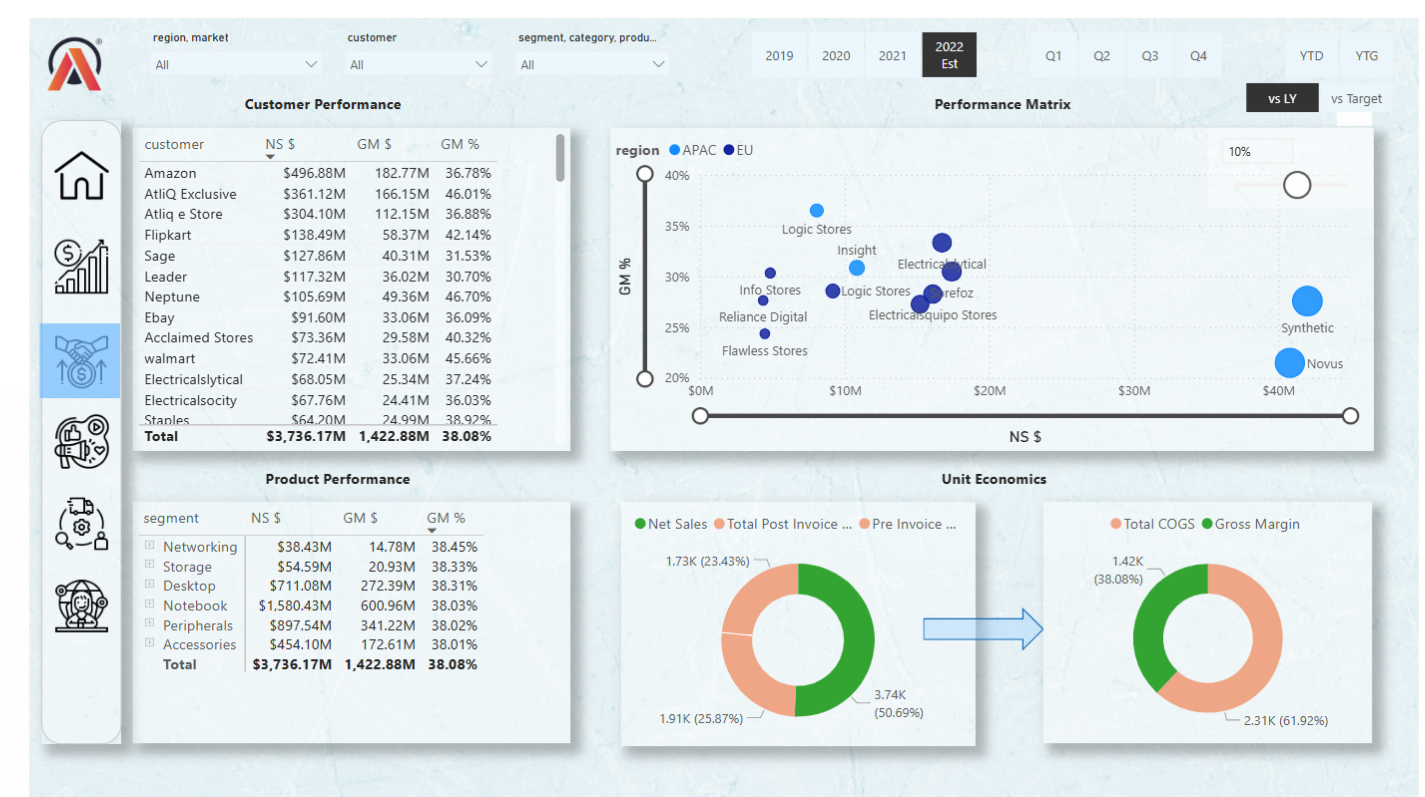 region, market customer segment, category, produ...
All All All
2019 2020 2021 2022 Est Q1 Q2 Q3 Q4 YTD YTG
vs LY vs Target
Customer Performance
customer NS $ GM $ GM %
Amazon $496.88M 182.77M 36.78%
AtliQ Exclusive $361.12M 166.15M 46.01%
Atliq e Store $304.10M 112.15M 36.88%
Flipkart $138.49M 58.37M 42.14%
Sage $127.86M 40.31M 31.53%
Leader $117.32M 36.02M 30.70%
Neptune $105.69M 49.36M 46.70%
Ebay $91.60M 33.06M 36.09%
Acclaimed Stores $73.36M 29.58M 40.32%
walmart $72.41M 33.06M 45.66%
Electricalslytical $68.05M 25.34M 37.24%
Electricalsocity $67.76M 24.41M 36.03%
Staples $64.20M 24.99M 38.92%
Total $3,736.17M 1,422.88M 38.08%
Performance Matrix
region APAC EU
10%
GM %
40%
35%
30%
25%
20%
Logic Stores
Insight
Info Stores
Logic Stores
Reliance Digital
Electricalsquipo Stores
Flawless Stores
Synthetic
Novus
$0M $10M $20M $30M $40M
NS $
Product Performance
segment NS $ GM $ GM %
Networking $38.43M 14.78M 38.45%
Storage $54.59M 20.93M 38.33%
Desktop $711.08M 272.39M 38.31%
Notebook $1,580.43M 600.96M 38.03%
Peripherals $897.54M 341.22M 38.02%
Accessories $454.10M 172.61M 38.01%
Total $3,736.17M 1,422.88M 38.08%
Unit Economics
Net Sales Total Post Invoice ... Pre Invoice ...
1.73K (23.43%)
3.74K
(50.69%)
1.91K (25.87%)
Total COGS Gross Margin
1.42K
(38.08%)
2.31K (61.92%)